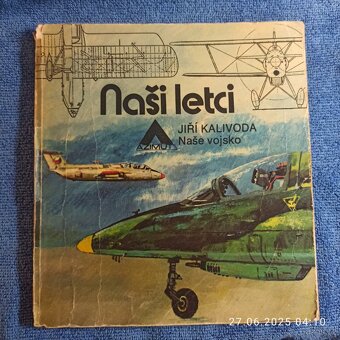 Naši letci
JIŘÍ KALIVODA
AZIMUT
Naše vojsko
27.06.2025 04:10